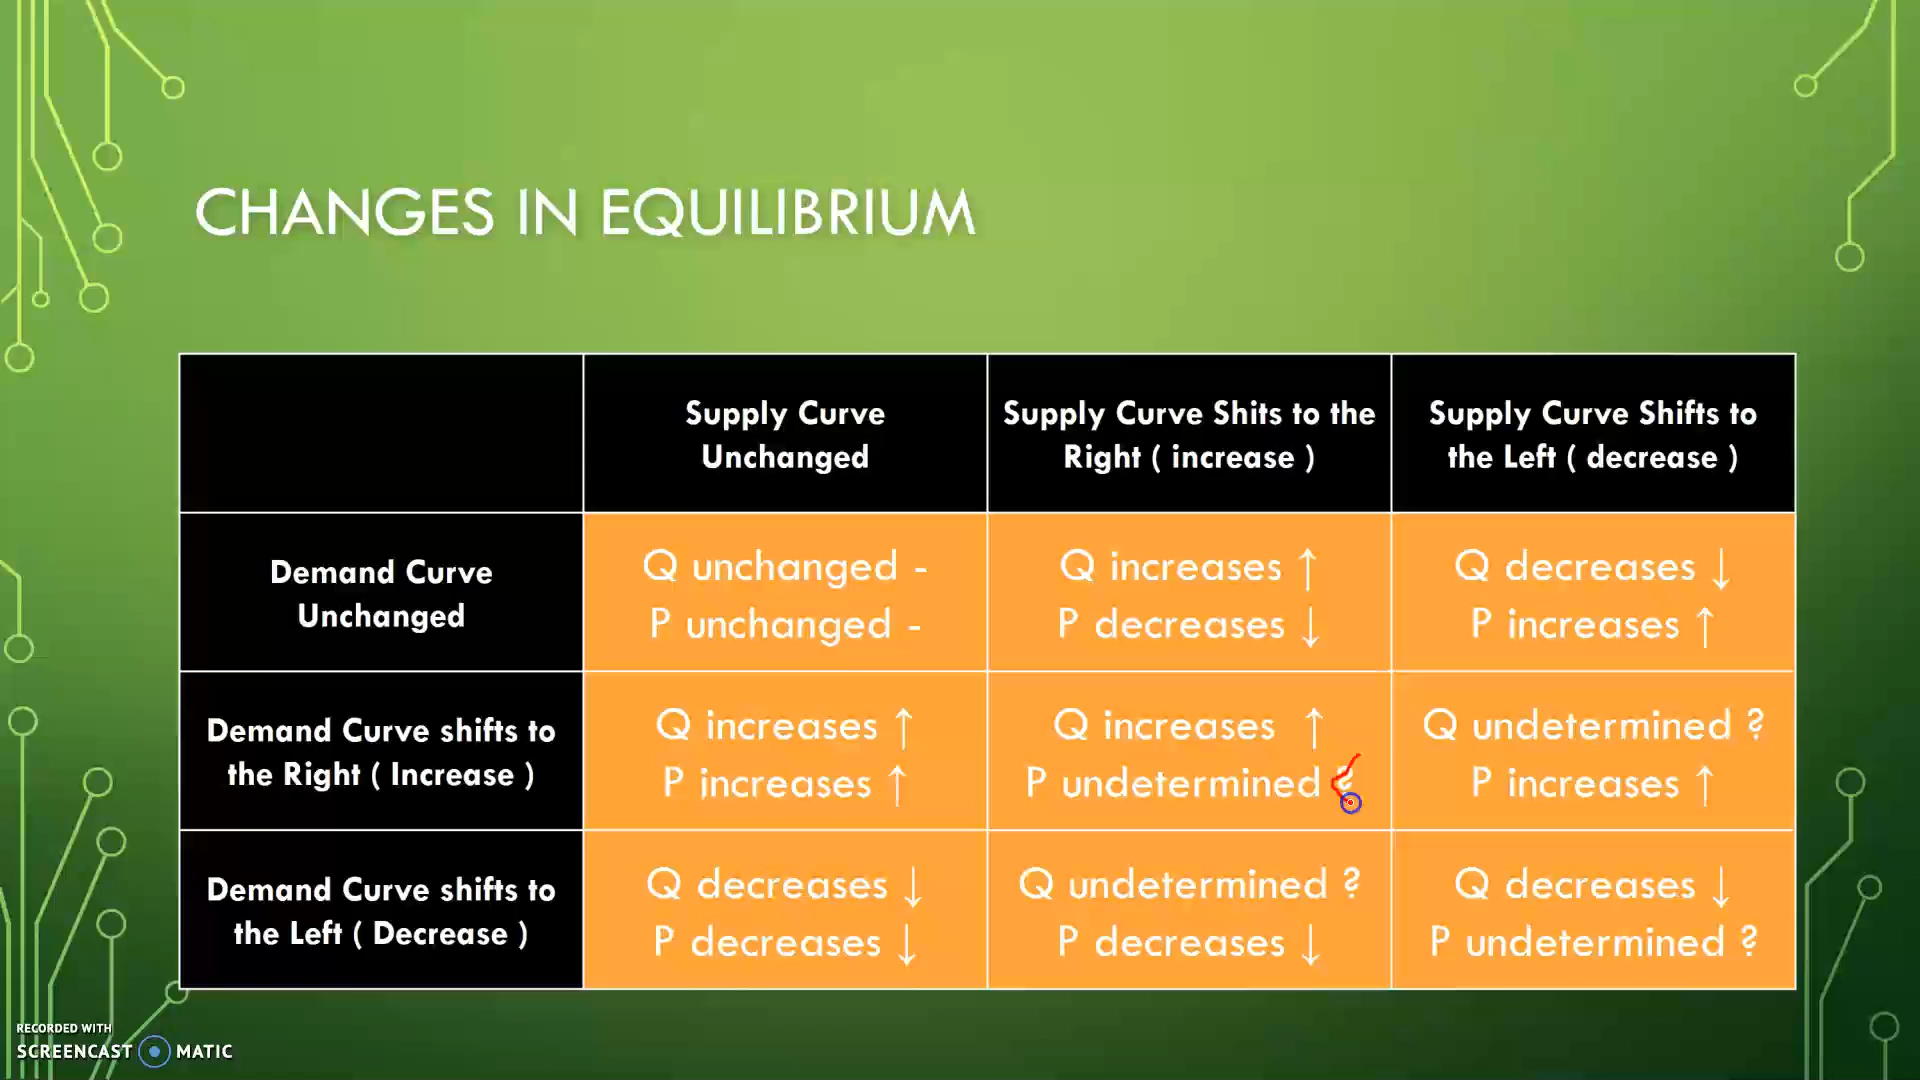 CHANGES IN EQUILIBRIUM
Supply Curve
Unchanged
Supply Curve Shits to the
Right ( increase )
Supply Curve Shifts to
the Left ( decrease )
Demand Curve
Unchanged
Q unchanged -
P unchanged -
Q increases ↑
P decreases ↓
Q decreases ↓
P increases ↑
Demand Curve shifts to
the Right ( Increase )
Q increases ↑
P increases ↑
Q increases ↑
P undetermined ?
Q undetermined ?
P increases ↑
Demand Curve shifts to
the Left ( Decrease )
Q decreases ↓
P decreases ↓
Q undetermined ?
P decreases ↓
Q decreases ↓
P undetermined ?
RECORDED WITH
SCREENCAST MATIC